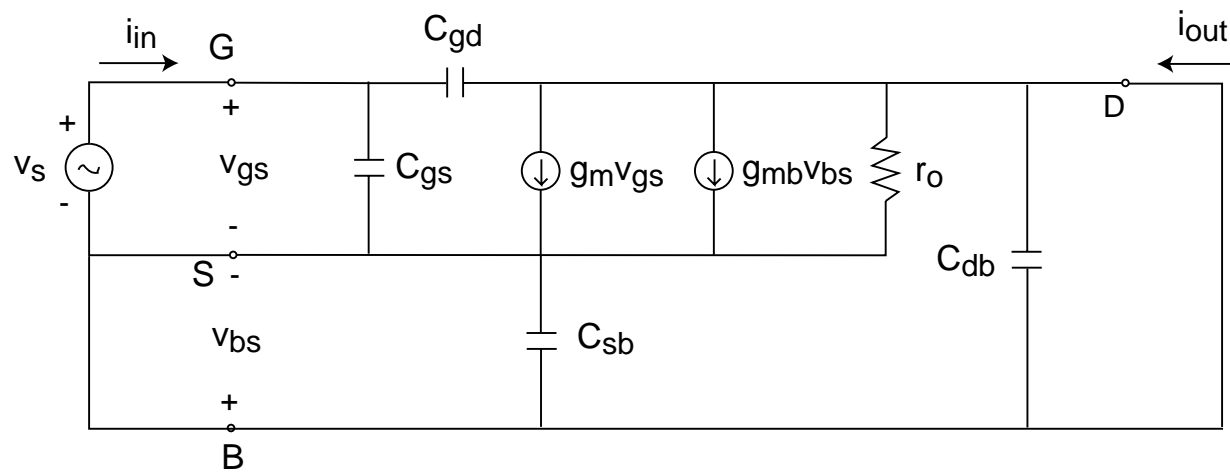 i_in
G
C_gd
i_out
+
+
v_s
-
v_gs
-
C_gs
g_m v_gs
g_mb v_bs
r_o
D
S
-
C_db
v_bs
C_sb
+
B